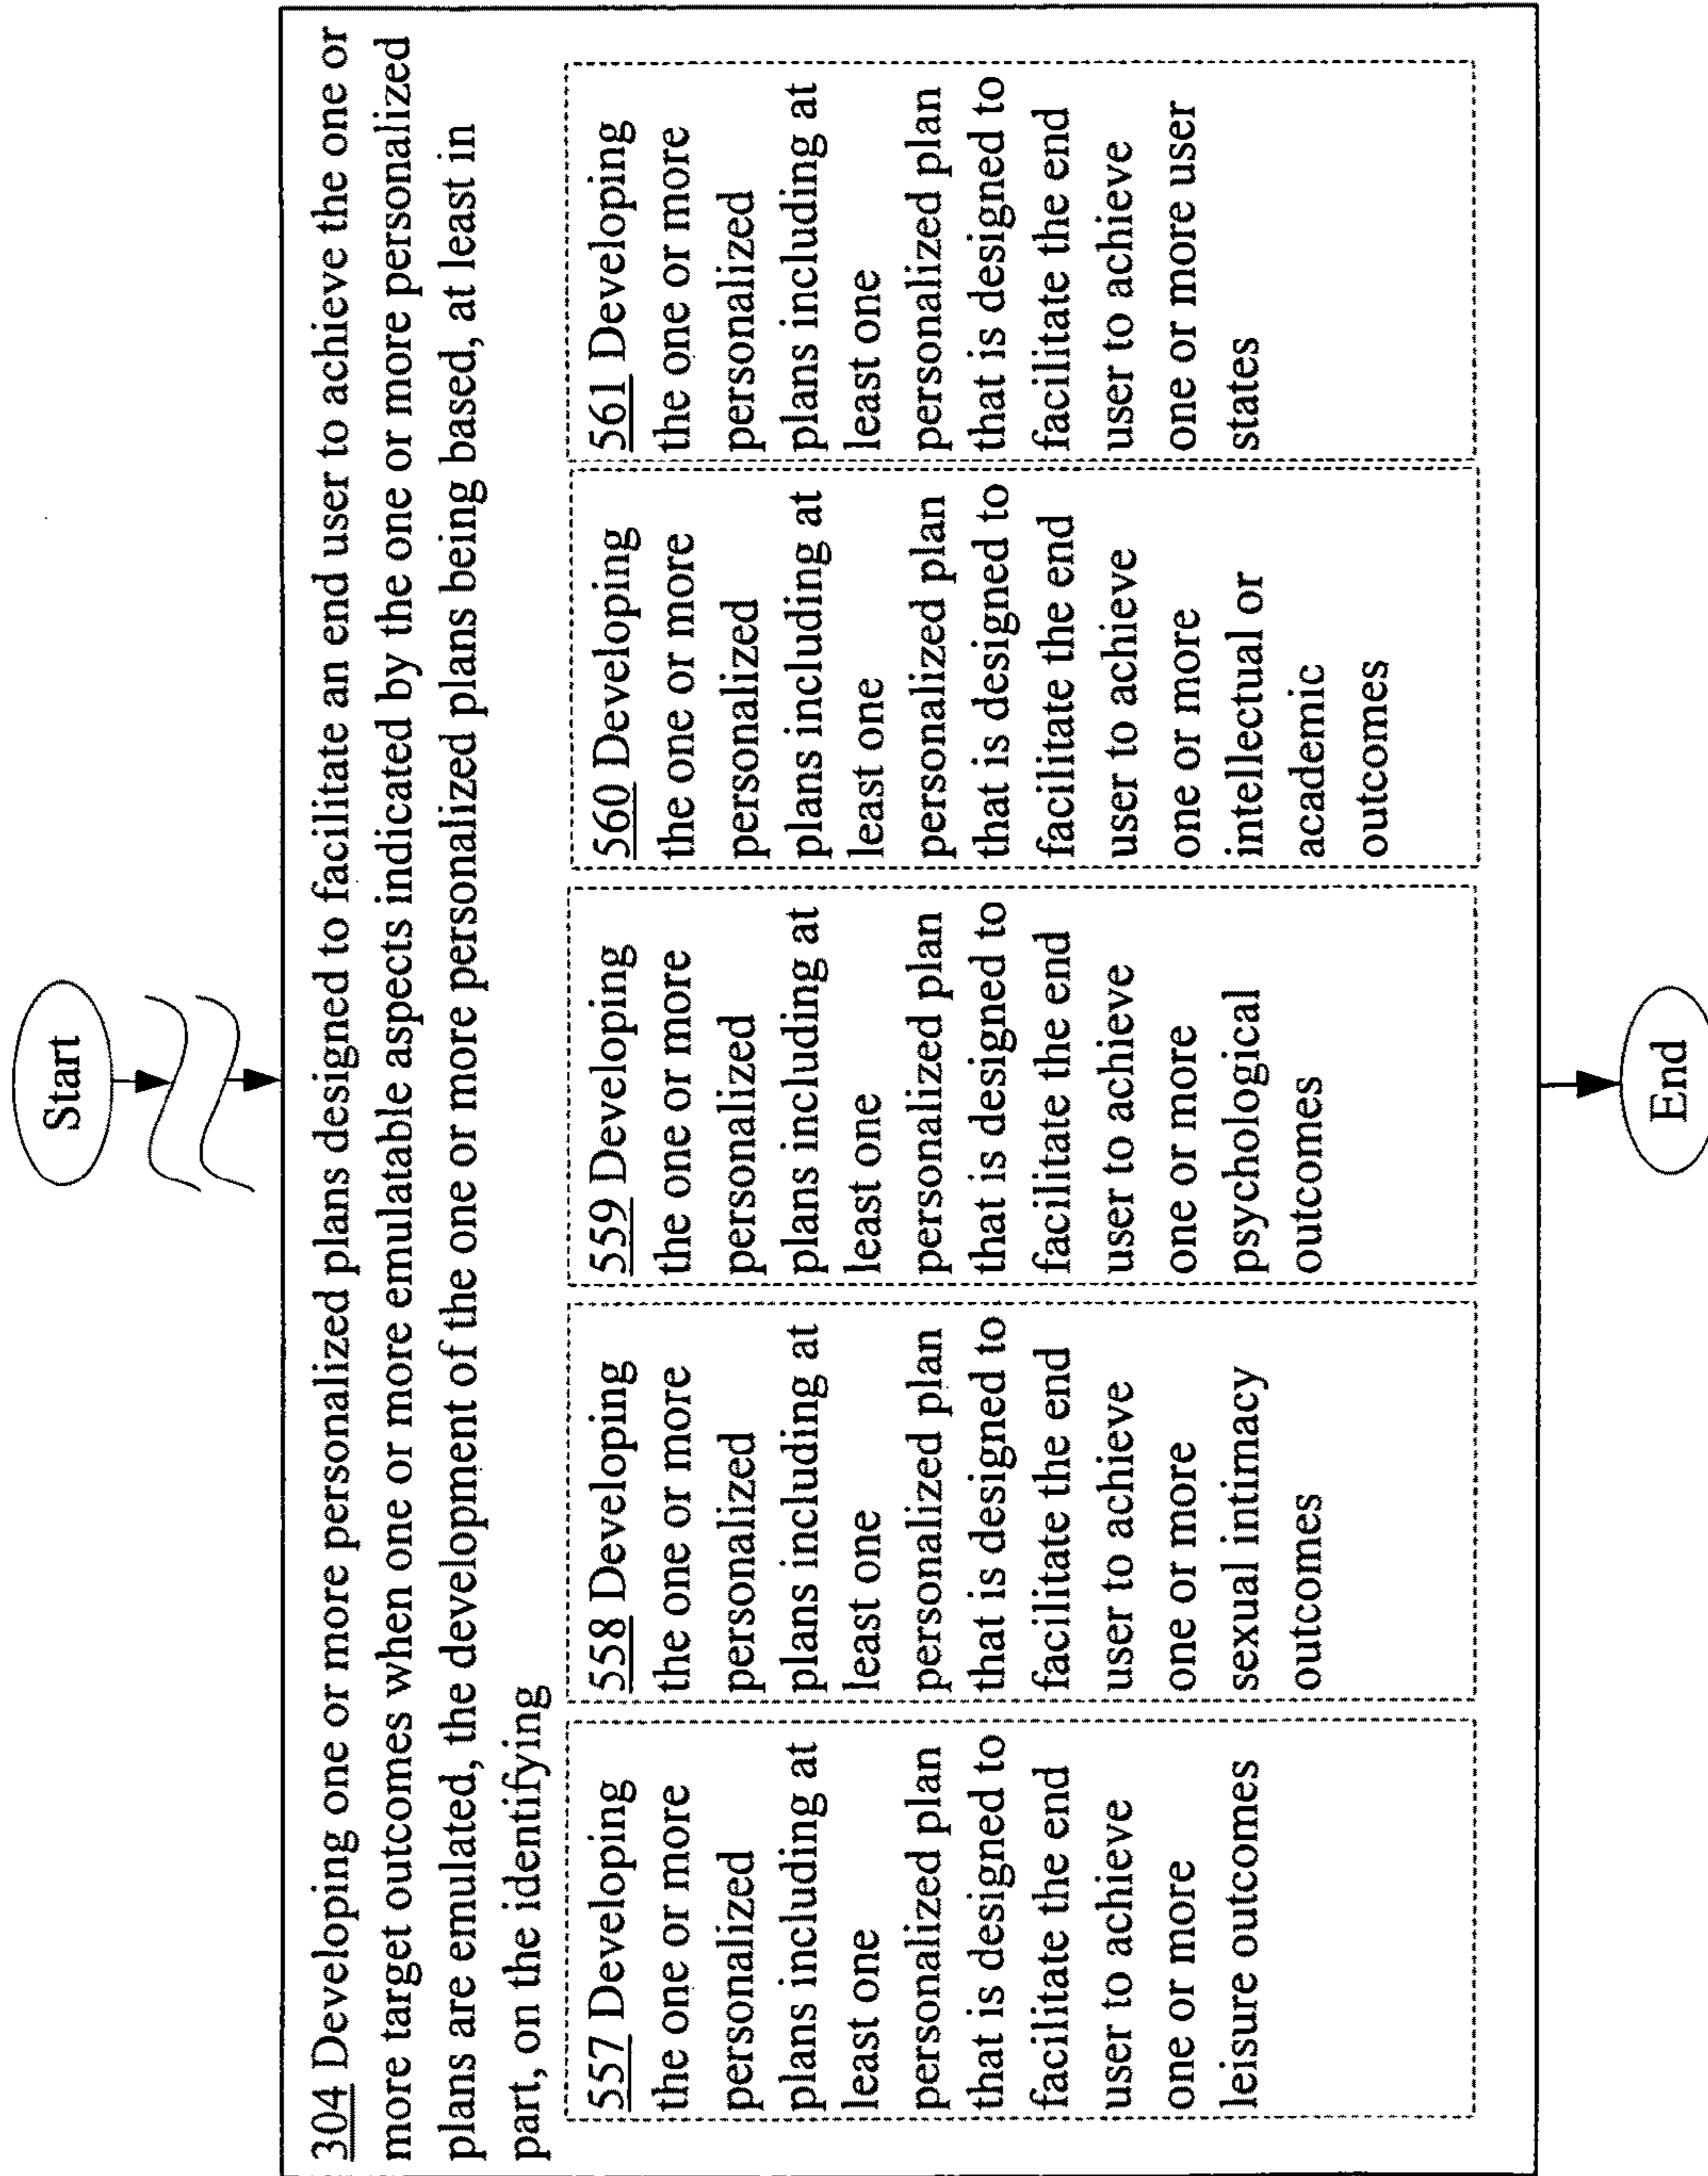 Start
304 Developing one or more personalized plans designed to facilitate an end user to achieve the one or
more target outcomes when one or more emulatable aspects indicated by the one or more personalized
plans are emulated, the development of the one or more personalized plans being based, at least in
part, on the identifying
557 Developing
the one or more
personalized
plans including at
least one
personalized plan
that is designed to
facilitate the end
user to achieve
one or more
leisure outcomes
558 Developing
the one or more
personalized
plans including at
least one
personalized plan
that is designed to
facilitate the end
user to achieve
one or more
sexual intimacy
outcomes
559 Developing
the one or more
personalized
plans including at
least one
personalized plan
that is designed to
facilitate the end
user to achieve
one or more
psychological
outcomes
560 Developing
the one or more
personalized
plans including at
least one
personalized plan
that is designed to
facilitate the end
user to achieve
one or more
intellectual or
academic
outcomes
561 Developing
the one or more
personalized
plans including at
least one
personalized plan
that is designed to
facilitate the end
user to achieve
one or more user
states
End